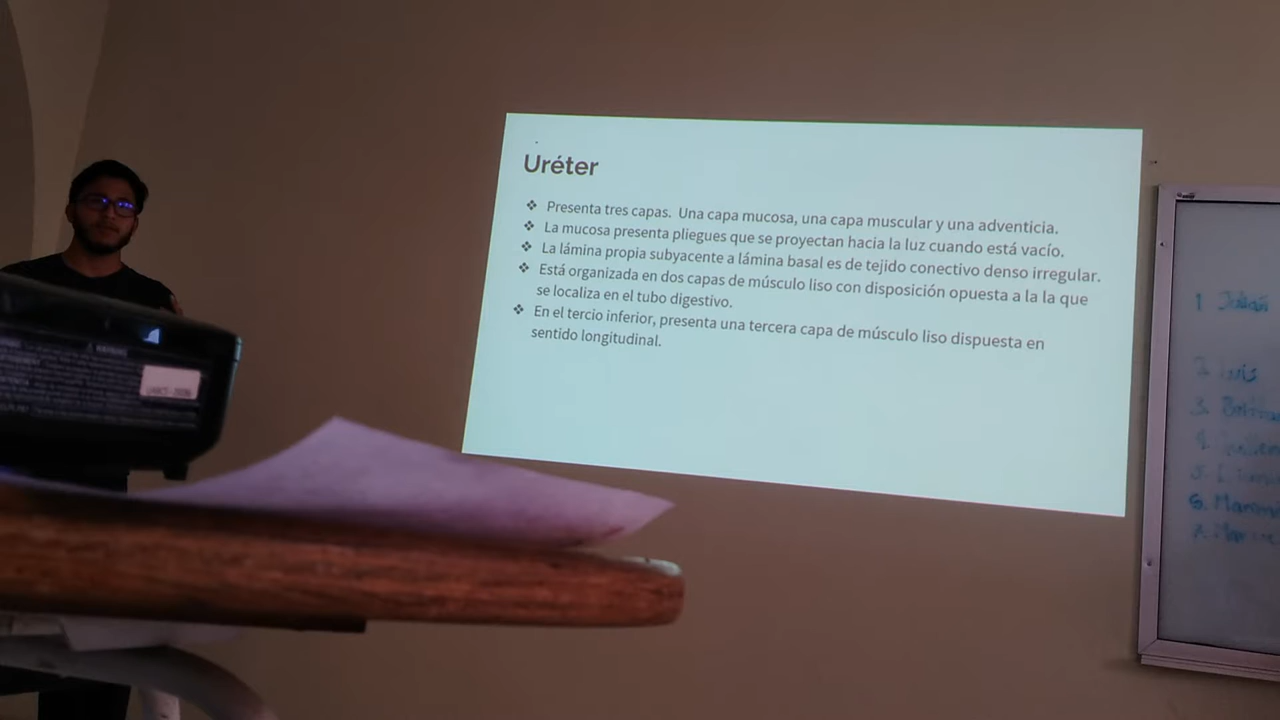 Uréter
❖ Presenta tres capas. Una capa mucosa, una capa muscular y una adventicia.
❖ La mucosa presenta pliegues que se proyectan hacia la luz cuando está vacío.
❖ La lámina propia subyacente a lámina basal es de tejido conectivo denso irregular.
❖ Está organizada en dos capas de músculo liso con disposición opuesta a la la que
se localiza en el tubo digestivo.
❖ En el tercio inferior, presenta una tercera capa de músculo liso dispuesta en
sentido longitudinal.
1
Luis
3.
6.